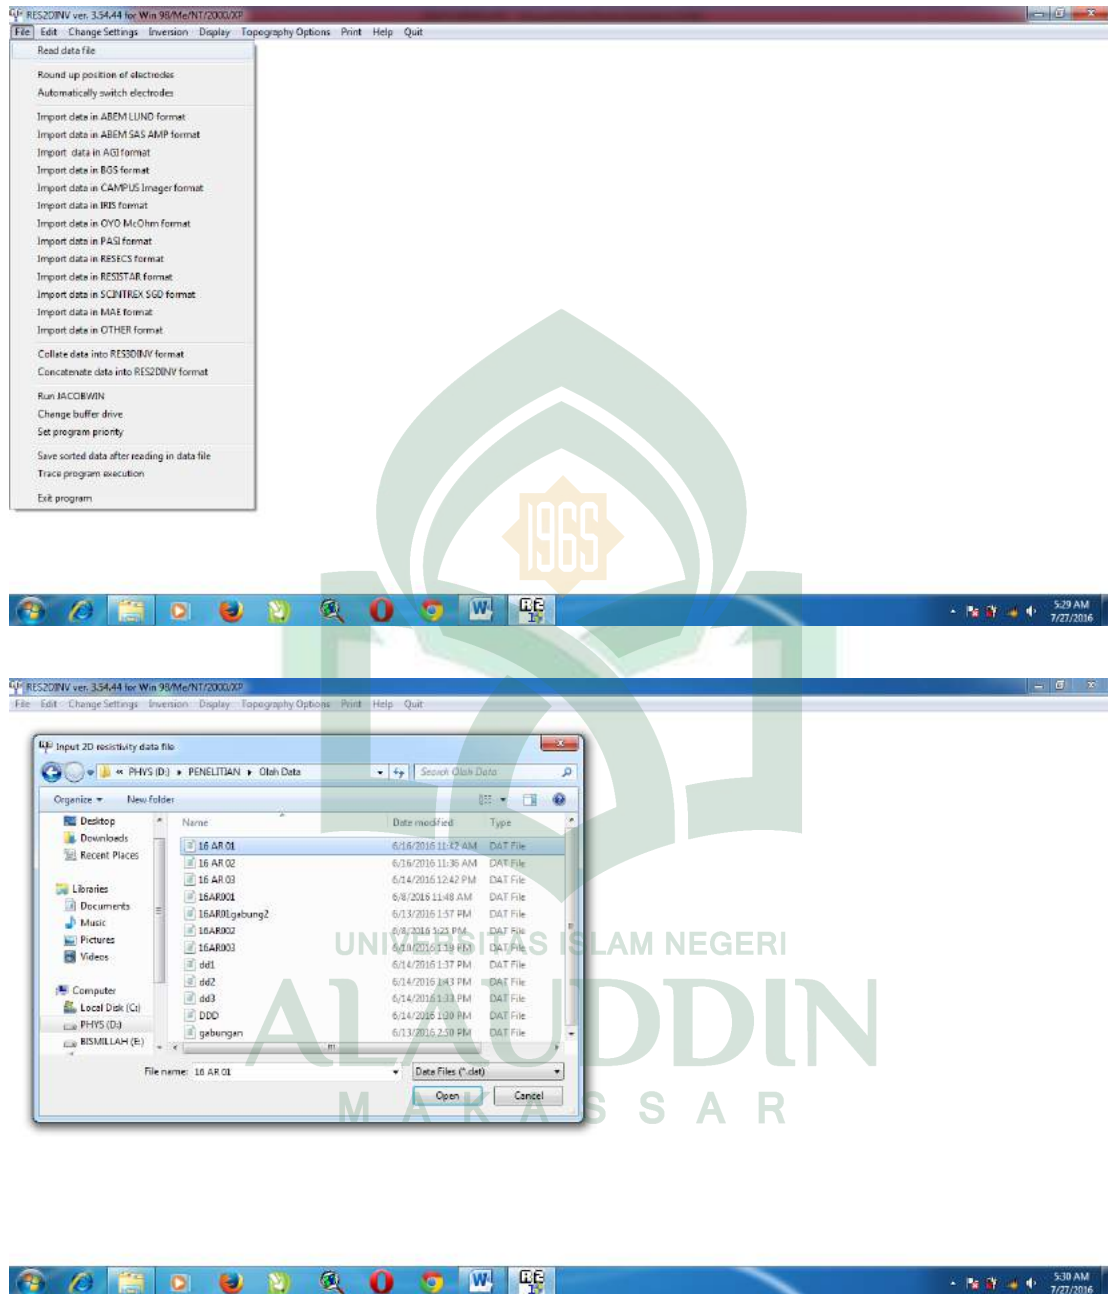 RES2DINV ver. 3.54.44 for Win 98/Me/NT/2000/XP
File Edit Change Settings Inversion Display Topography Options Print Help Quit
Read data file
Round up position of electrodes
Automatically switch electrodes
Import data in ABEM LUND format
Import data in ABEM SAS AMP format
Import data in AGI format
Import data in BGS format
Import data in CAMPUS Imager format
Import data in IRIS format
Import data in OYO McOhm format
Import data in PASI format
Import data in RESECS format
Import data in RESISTAR format
Import data in SCINTREX SGD format
Import data in MAE format
Import data in OTHER format
Collate data into RES3DINV format
Concatenate data into RES2DINV format
Run JACOBWIN
Change buffer drive
Set program priority
Save sorted data after reading in data file
Trace program execution
Exit program
1965
5:29 AM
7/27/2016
RES2DINV ver. 3.54.44 for Win 98/Me/NT/2000/XP
File Edit Change Settings Inversion Display Topography Options Print Help Quit
Input 2D resistivity data file
« PHYS (D:) ▸ PENELITIAN ▸ Olah Data
Search Olah Data
Organize New folder
Desktop
Downloads
Recent Places
Libraries
Documents
Music
Pictures
Videos
Computer
Local Disk (C:)
PHYS (D:)
BISMILLAH (E:)
Name Date modified Type
16 AR 01 6/16/2016 11:42 AM DAT File
16 AR 02 6/16/2016 11:36 AM DAT File
16 AR 03 6/14/2016 12:42 PM DAT File
16AR001 6/8/2016 11:48 AM DAT File
16AR01gabung2 6/13/2016 1:57 PM DAT File
16AR002 6/8/2016 5:25 PM DAT File
16AR003 6/10/2016 1:19 PM DAT File
dd1 6/14/2016 1:37 PM DAT File
dd2 6/14/2016 1:43 PM DAT File
dd3 6/14/2016 1:33 PM DAT File
DDD 6/14/2016 1:30 PM DAT File
gabungan 6/13/2016 2:50 PM DAT File
File name: 16 AR 01 Data Files (*.dat)
Open Cancel
UNIVERSITAS ISLAM NEGERI
ALAUDDIN
MAKASSAR
5:30 AM
7/27/2016